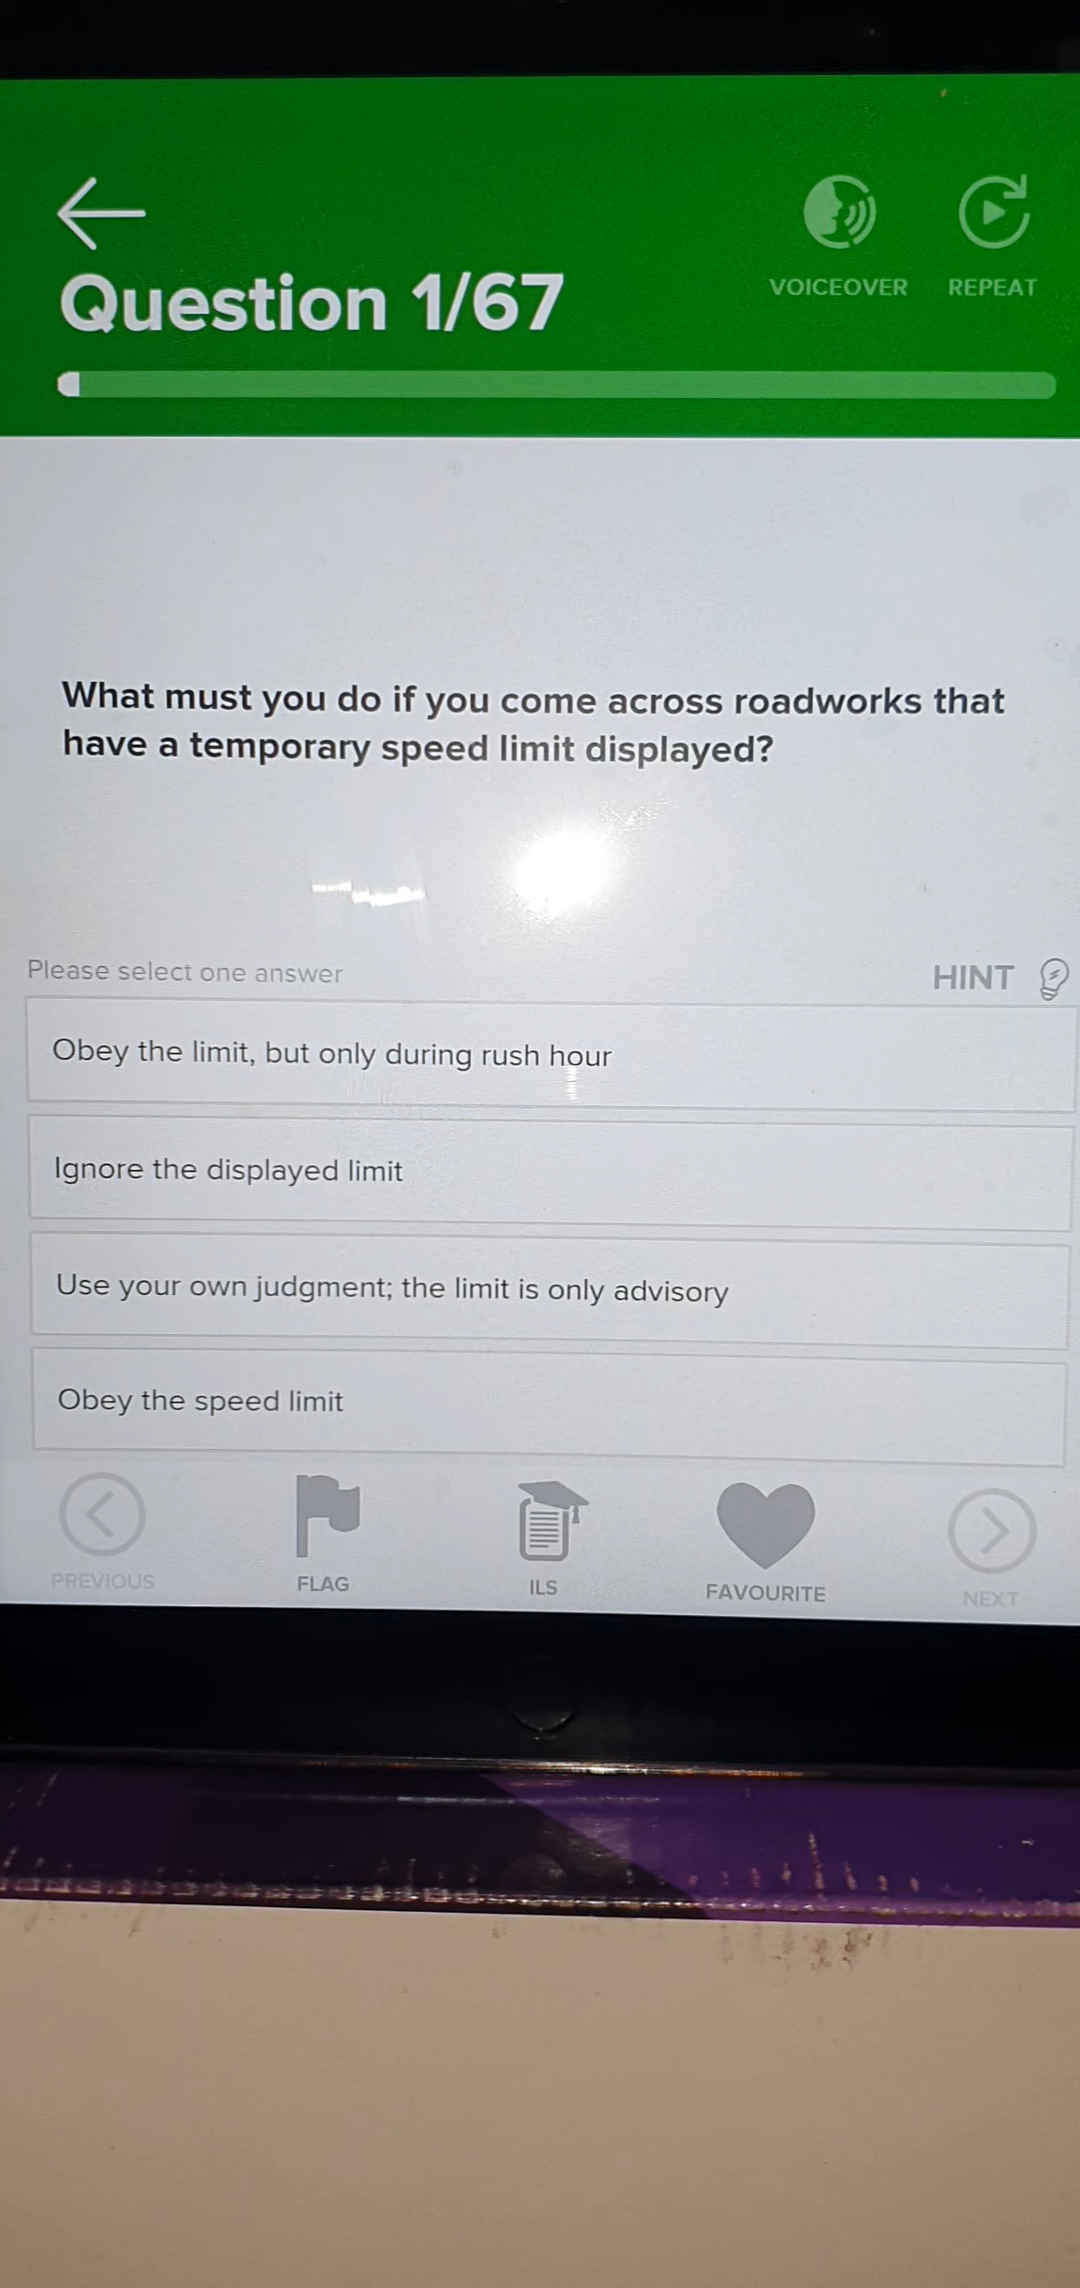 VOICEOVER REPEAT
Question 1/67
What must you do if you come across roadworks that
have a temporary speed limit displayed?
Please select one answer
HINT
Obey the limit, but only during rush hour
Ignore the displayed limit
Use your own judgment; the limit is only advisory
Obey the speed limit
PREVIOUS FLAG ILS FAVOURITE NEXT